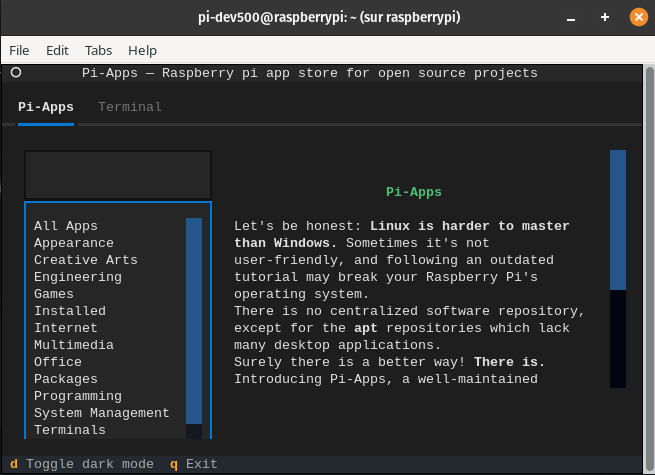 pi-dev500@raspberrypi: ~ (sur raspberrypi)
File Edit Tabs Help
Pi-Apps — Raspberry pi app store for open source projects
Pi-Apps Terminal
All Apps
Appearance
Creative Arts
Engineering
Games
Installed
Internet
Multimedia
Office
Packages
Programming
System Management
Terminals
Pi-Apps
Let's be honest: Linux is harder to master
than Windows. Sometimes it's not
user-friendly, and following an outdated
tutorial may break your Raspberry Pi's
operating system.
There is no centralized software repository,
except for the apt repositories which lack
many desktop applications.
Surely there is a better way! There is.
Introducing Pi-Apps, a well-maintained
d Toggle dark mode q Exit